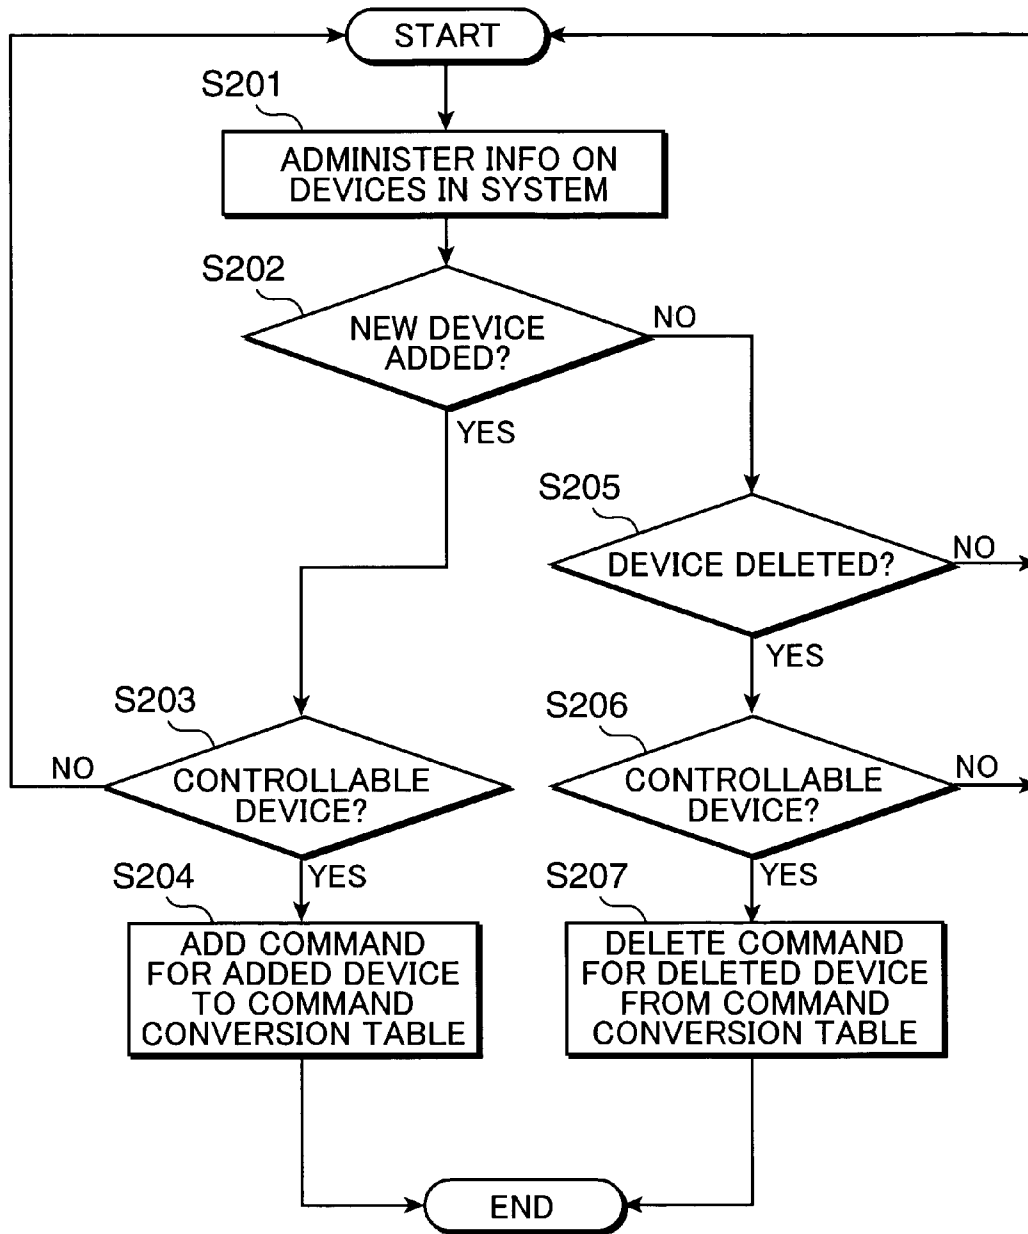 START
S201
ADMINISTER INFO ON
DEVICES IN SYSTEM
S202
NEW DEVICE
ADDED?
NO
YES
S205
DEVICE DELETED?
NO
YES
S203
CONTROLLABLE
DEVICE?
NO
YES
S206
CONTROLLABLE
DEVICE?
NO
YES
S204
ADD COMMAND
FOR ADDED DEVICE
TO COMMAND
CONVERSION TABLE
S207
DELETE COMMAND
FOR DELETED DEVICE
FROM COMMAND
CONVERSION TABLE
END